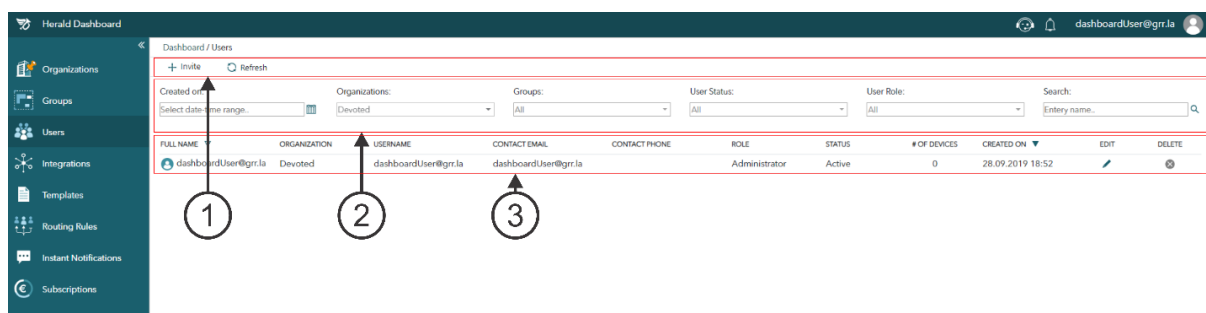 Herald Dashboard
dashboardUser@grr.la
«
Dashboard / Users
+ Invite
Refresh
Organizations
Groups
Users
Integrations
Templates
Routing Rules
Instant Notifications
Subscriptions
Created on:
Organizations:
Groups:
User Status:
User Role:
Search:
Select date-time range..
Devoted
All
All
All
Entery name..
FULL NAME ORGANIZATION USERNAME CONTACT EMAIL CONTACT PHONE ROLE STATUS # OF DEVICES CREATED ON EDIT DELETE
dashboardUser@grr.la Devoted dashboardUser@grr.la dashboardUser@grr.la Administrator Active 0 28.09.2019 18:52
1
2
3